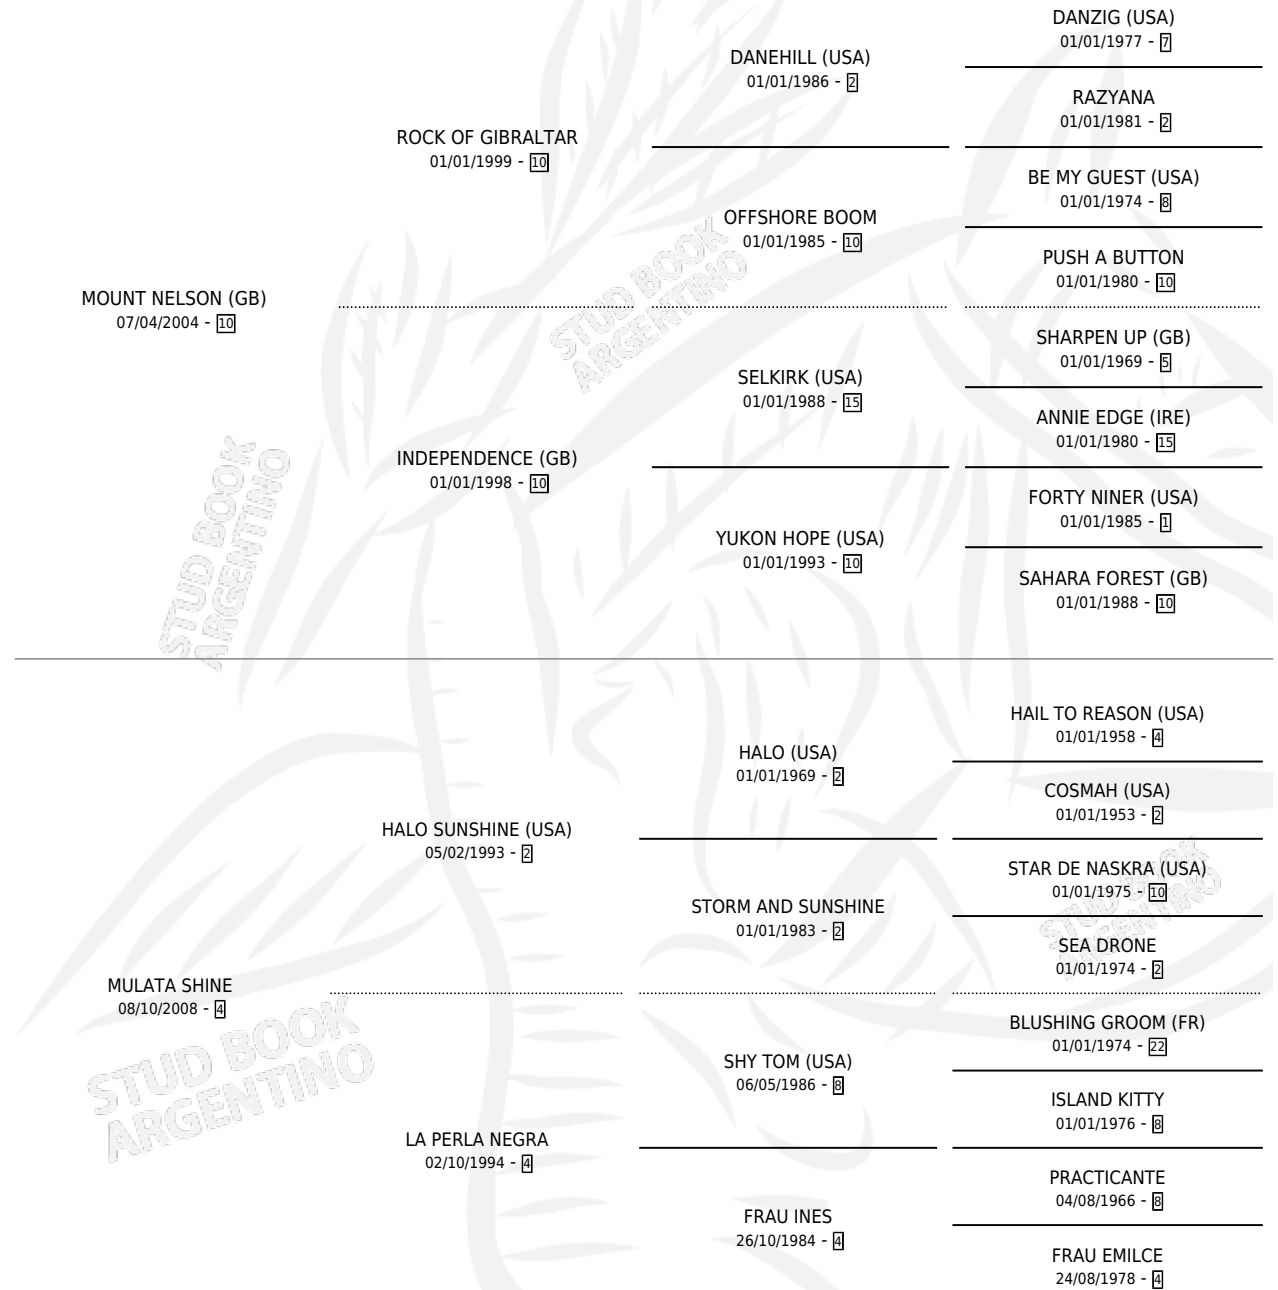 DANZIG (USA)
01/01/1977 - 7
DANEHILL (USA)
01/01/1986 - 2
RAZYANA
01/01/1981 - 2
ROCK OF GIBRALTAR
01/01/1999 - 10
BE MY GUEST (USA)
01/01/1974 - 8
OFFSHORE BOOM
01/01/1985 - 10
PUSH A BUTTON
01/01/1980 - 10
MOUNT NELSON (GB)
07/04/2004 - 10
STUD BOOK
ARGENTINO
SHARPEN UP (GB)
01/01/1969 - 5
SELKIRK (USA)
01/01/1988 - 15
ANNIE EDGE (IRE)
01/01/1980 - 15
INDEPENDENCE (GB)
01/01/1998 - 10
FORTY NINER (USA)
01/01/1985 - 1
YUKON HOPE (USA)
01/01/1993 - 10
SAHARA FOREST (GB)
01/01/1988 - 10
STUD BOOK
ARGENTINO
HAIL TO REASON (USA)
01/01/1958 - 4
HALO (USA)
01/01/1969 - 2
COSMAH (USA)
01/01/1953 - 2
HALO SUNSHINE (USA)
05/02/1993 - 2
STAR DE NASKRA (USA)
01/01/1975 - 10
STORM AND SUNSHINE
01/01/1983 - 2
STUD BOOK
ARGENTINO
SEA DRONE
01/01/1974 - 2
MULATA SHINE
08/10/2008 - 4
BLUSHING GROOM (FR)
01/01/1974 - 22
SHY TOM (USA)
06/05/1986 - 8
ISLAND KITTY
01/01/1976 - 8
STUD BOOK
ARGENTINO
LA PERLA NEGRA
02/10/1994 - 4
PRACTICANTE
04/08/1966 - 8
FRAU INES
26/10/1984 - 4
FRAU EMILCE
24/08/1978 - 4